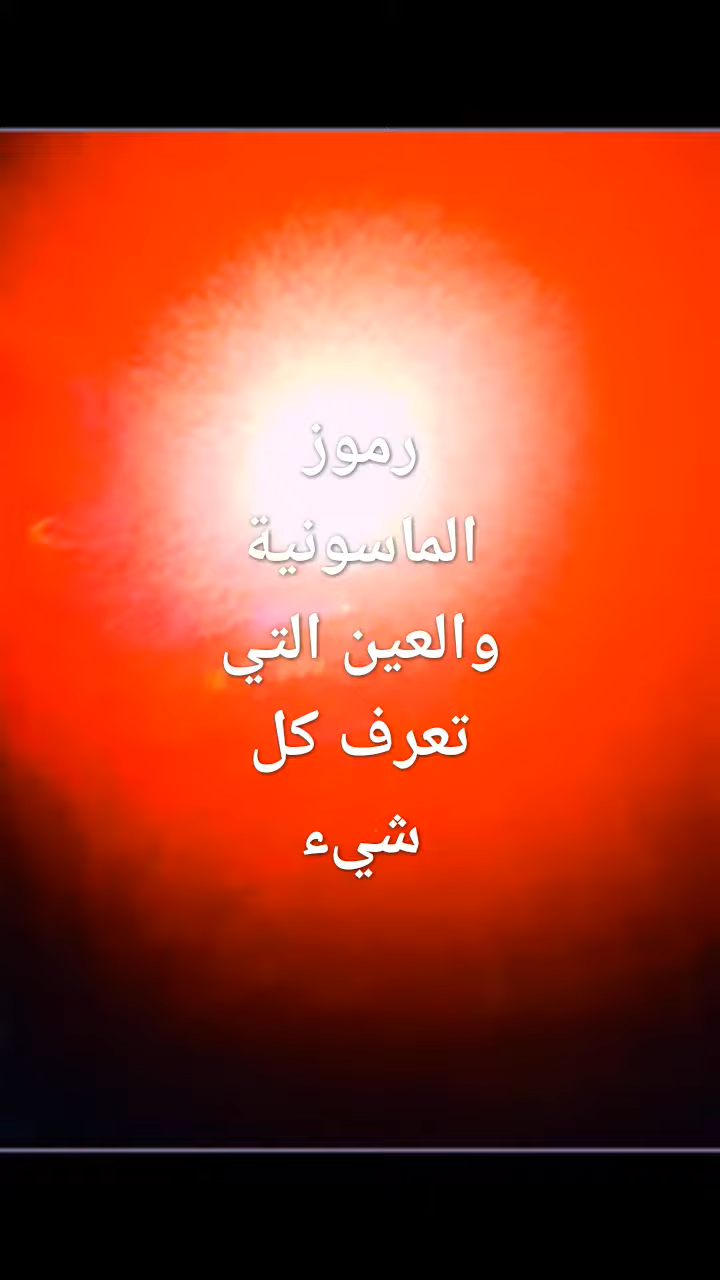 رموز
الماسونية
والعين التي
تعرف كل
شيء